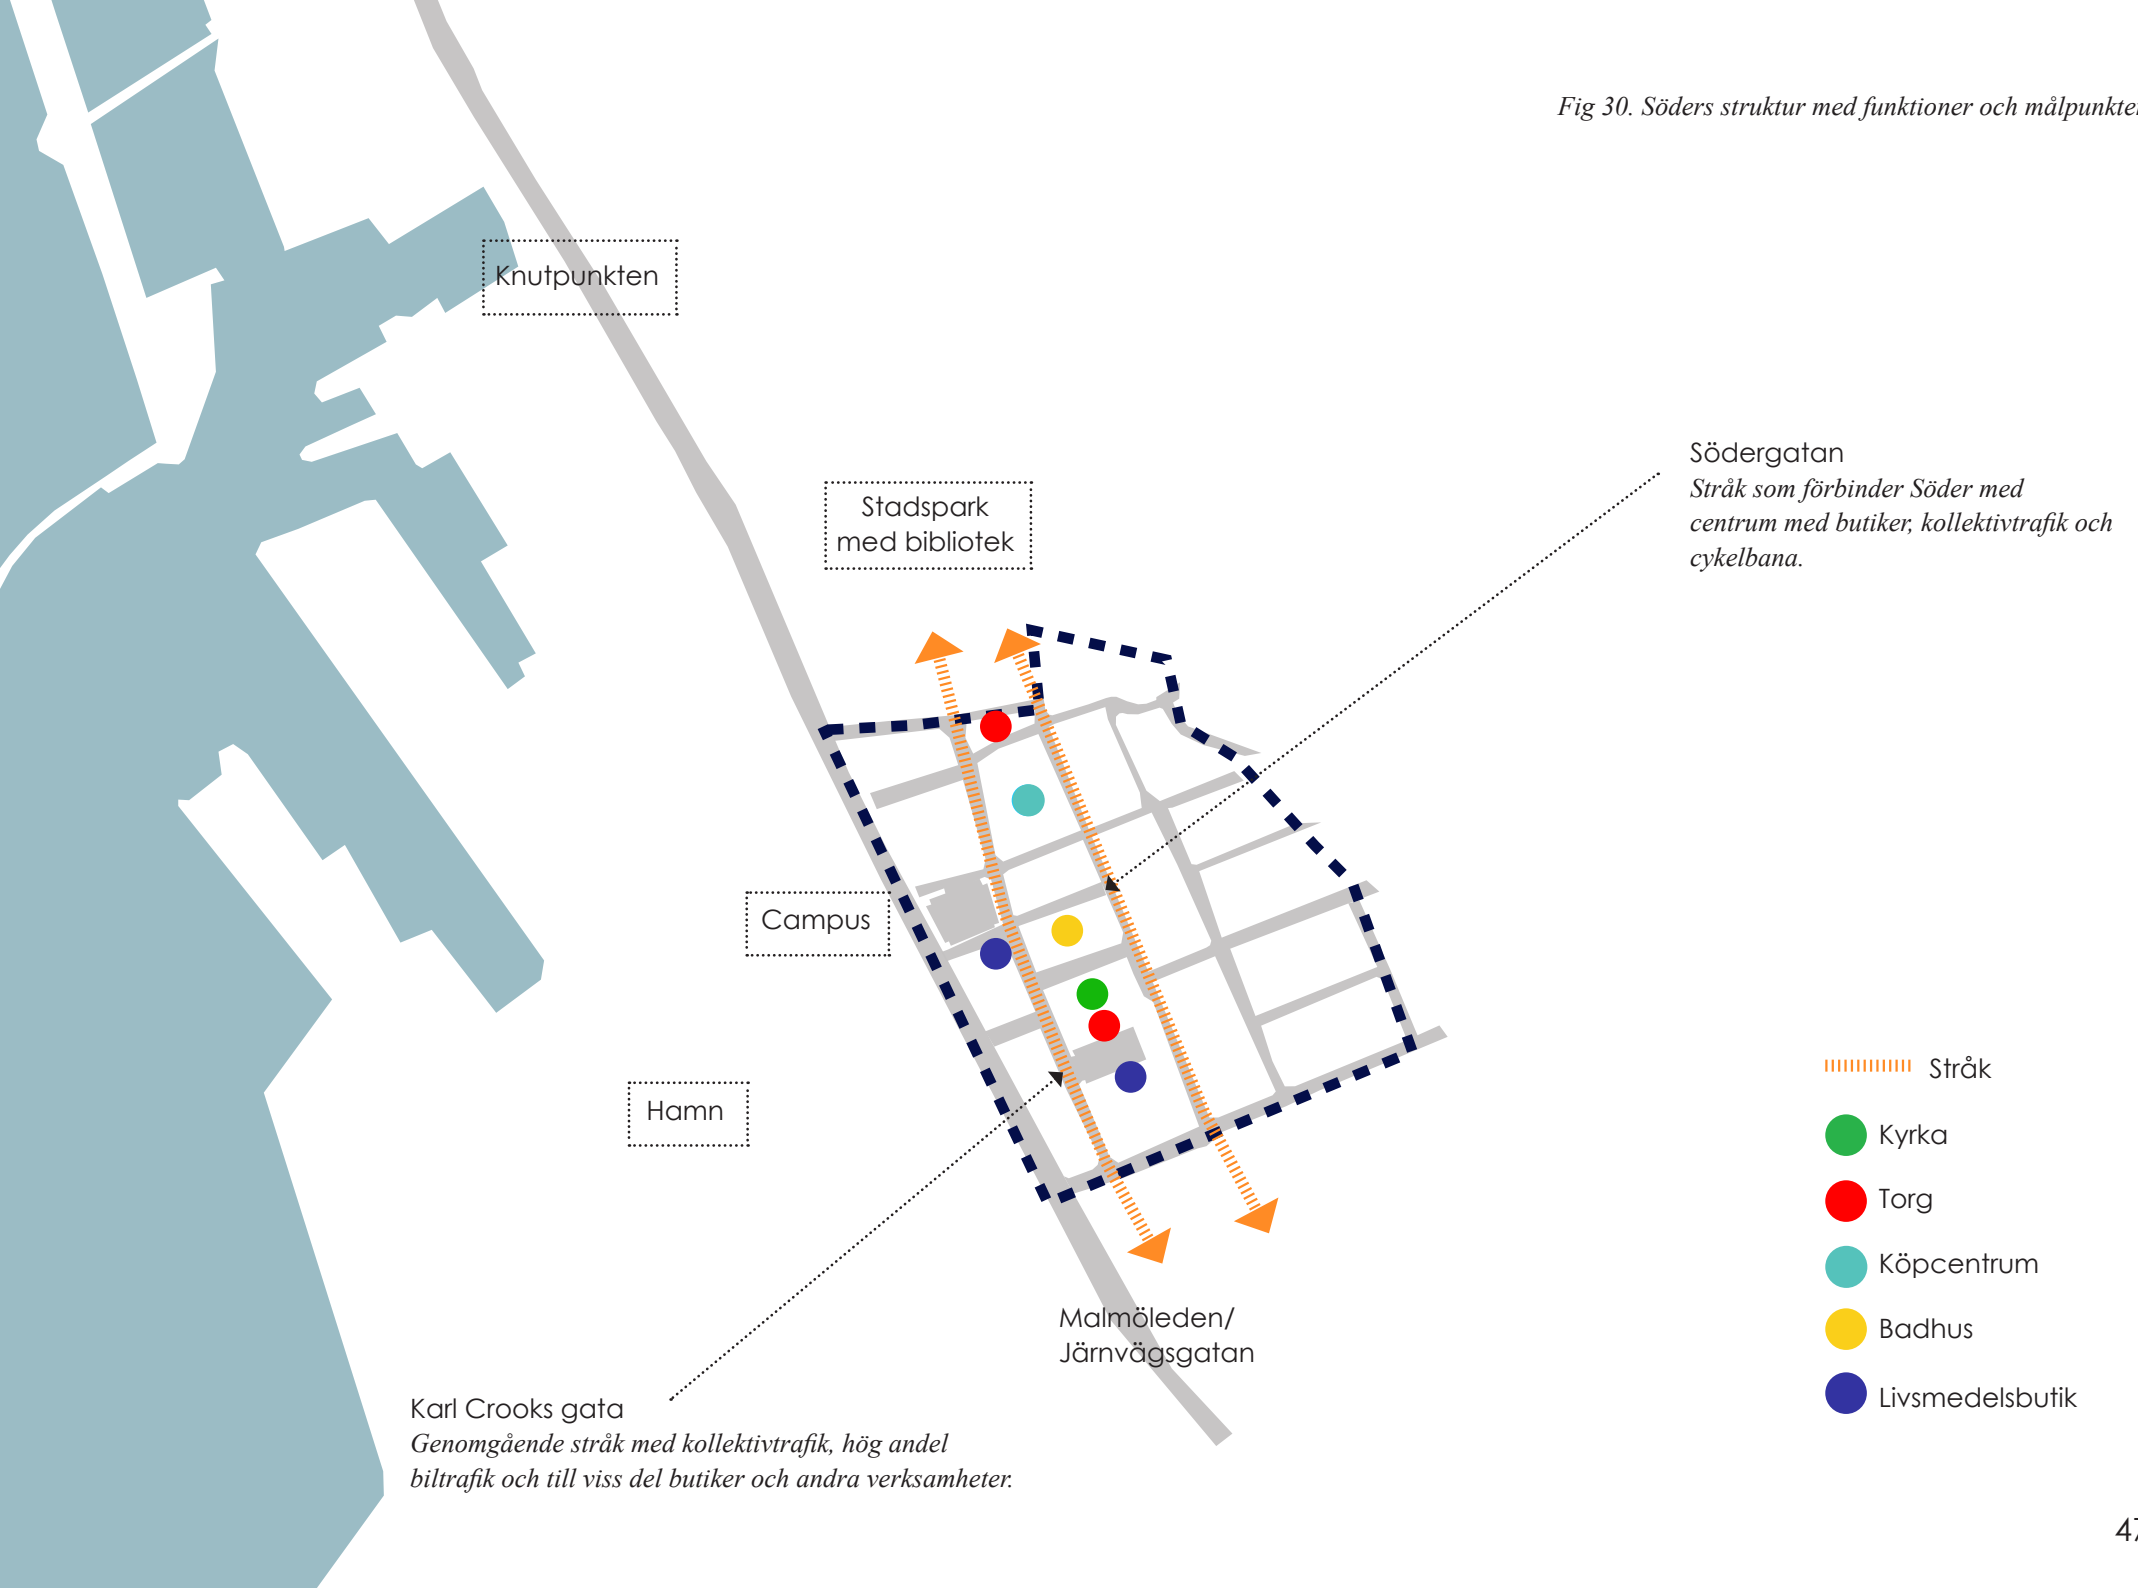 Fig 30. Söders struktur med funktioner och målpunkter
Knutpunkten
Södergatan
Stråk som förbinder Söder med
centrum med butiker, kollektivtrafik och
cykelbana.
Stadspark
med bibliotek
Campus
Hamn
Stråk
Kyrka
Torg
Köpcentrum
Badhus
Livsmedelsbutik
Malmöleden/
Järnvägsgatan
Karl Crooks gata
Genomgående stråk med kollektivtrafik, hög andel
biltrafik och till viss del butiker och andra verksamheter.
47